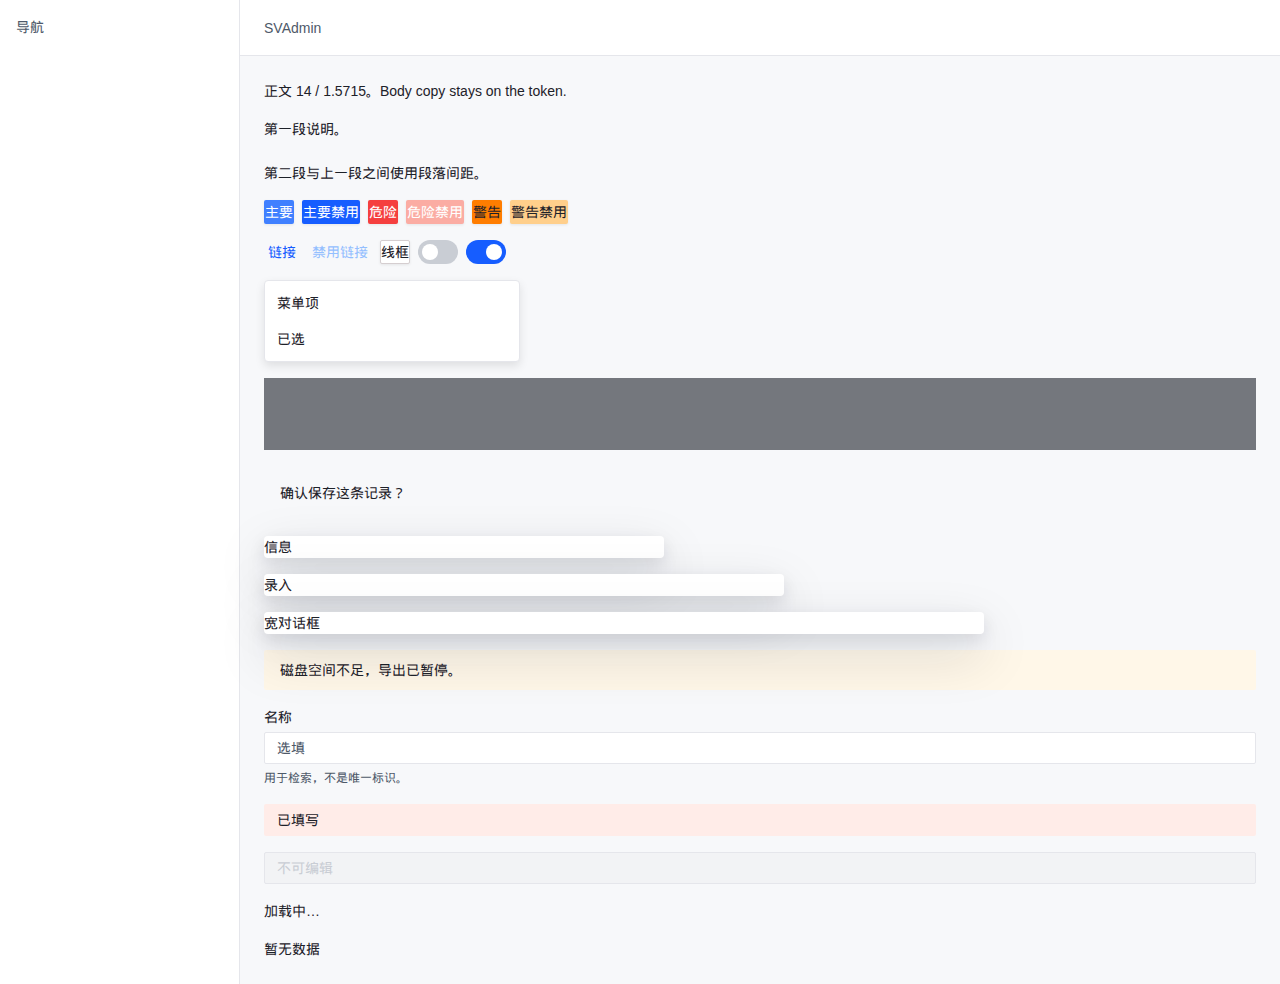 导航
SVAdmin
正文 14 / 1.5715。Body copy stays on the token.
第一段说明。
第二段与上一段之间使用段落间距。
主要 主要禁用 危险 危险禁用 警告 警告禁用
链接 禁用链接 线框
菜单项
已选
确认保存这条记录？
信息
录入
宽对话框
磁盘空间不足，导出已暂停。
名称
选填
用于检索，不是唯一标识。
已填写
不可编辑
加载中…
暂无数据